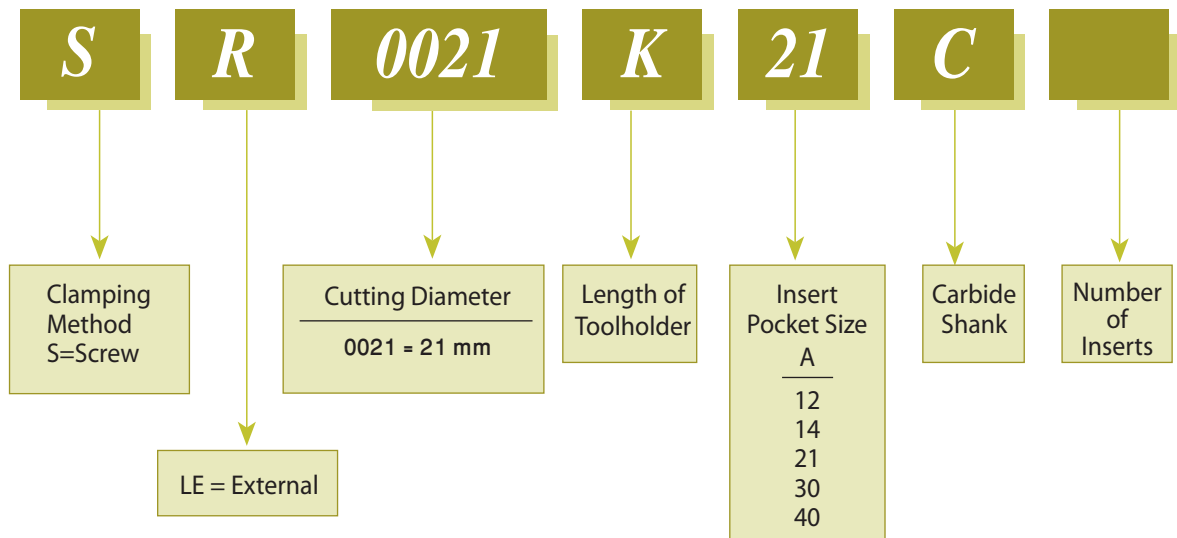 S R 0021 K 21 C
Clamping
Method
S=Screw
LE = External
Cutting Diameter
0021 = 21 mm
Length of
Toolholder
Insert
Pocket Size
A
12
14
21
30
40
Carbide
Shank
Number
of
Inserts